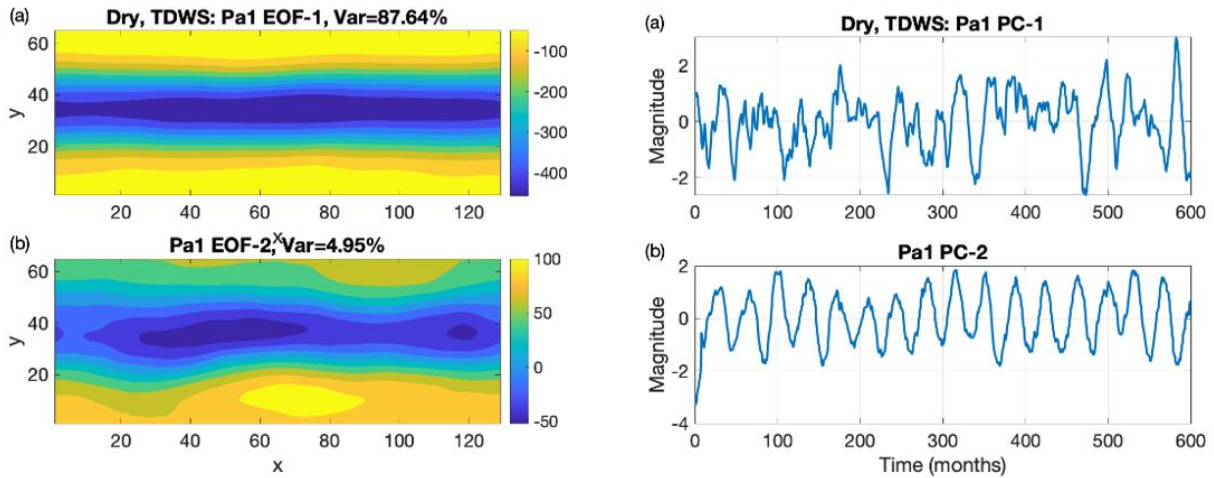 (a)
Dry, TDWS: Pa1 EOF-1, Var=87.64%
60
40
20
y
20 40 60 80 100 120
x
-100
-200
-300
-400
(b)
Pa1 EOF-2, Var=4.95%
60
40
20
y
20 40 60 80 100 120
x
100
50
0
-50
(a)
Dry, TDWS: Pa1 PC-1
2
0
-2
Magnitude
0 100 200 300 400 500 600
(b)
Pa1 PC-2
2
0
-2
-4
Magnitude
0 100 200 300 400 500 600
Time (months)